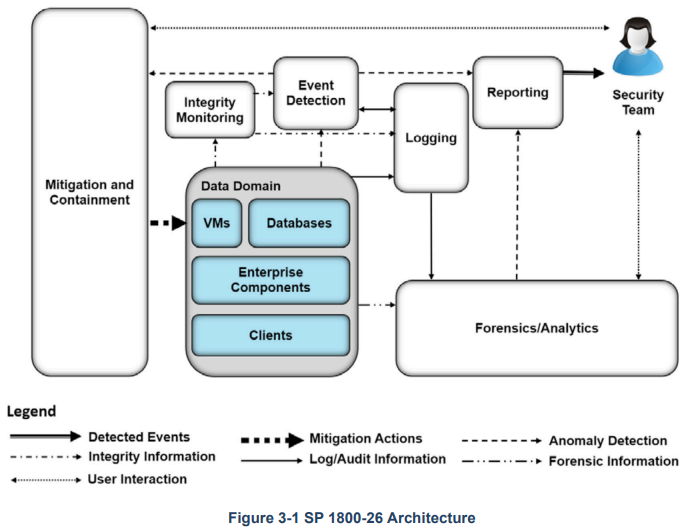 Mitigation and
Containment
Integrity
Monitoring
Event
Detection
Logging
Reporting
Security
Team
Data Domain
VMs
Databases
Enterprise
Components
Clients
Forensics/Analytics
Legend
Detected Events
Mitigation Actions
Anomaly Detection
Integrity Information
Log/Audit Information
Forensic Information
User Interaction
Figure 3-1 SP 1800-26 Architecture